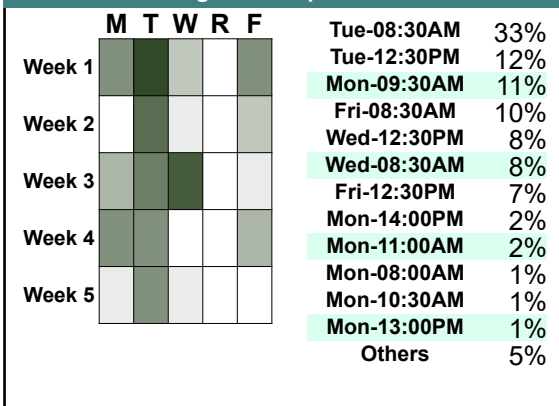 M T W R F
Week 1
Week 2
Week 3
Week 4
Week 5
Tue-08:30AM 33%
Tue-12:30PM 12%
Mon-09:30AM 11%
Fri-08:30AM 10%
Wed-12:30PM 8%
Wed-08:30AM 8%
Fri-12:30PM 7%
Mon-14:00PM 2%
Mon-11:00AM 2%
Mon-08:00AM 1%
Mon-10:30AM 1%
Mon-13:00PM 1%
Others 5%